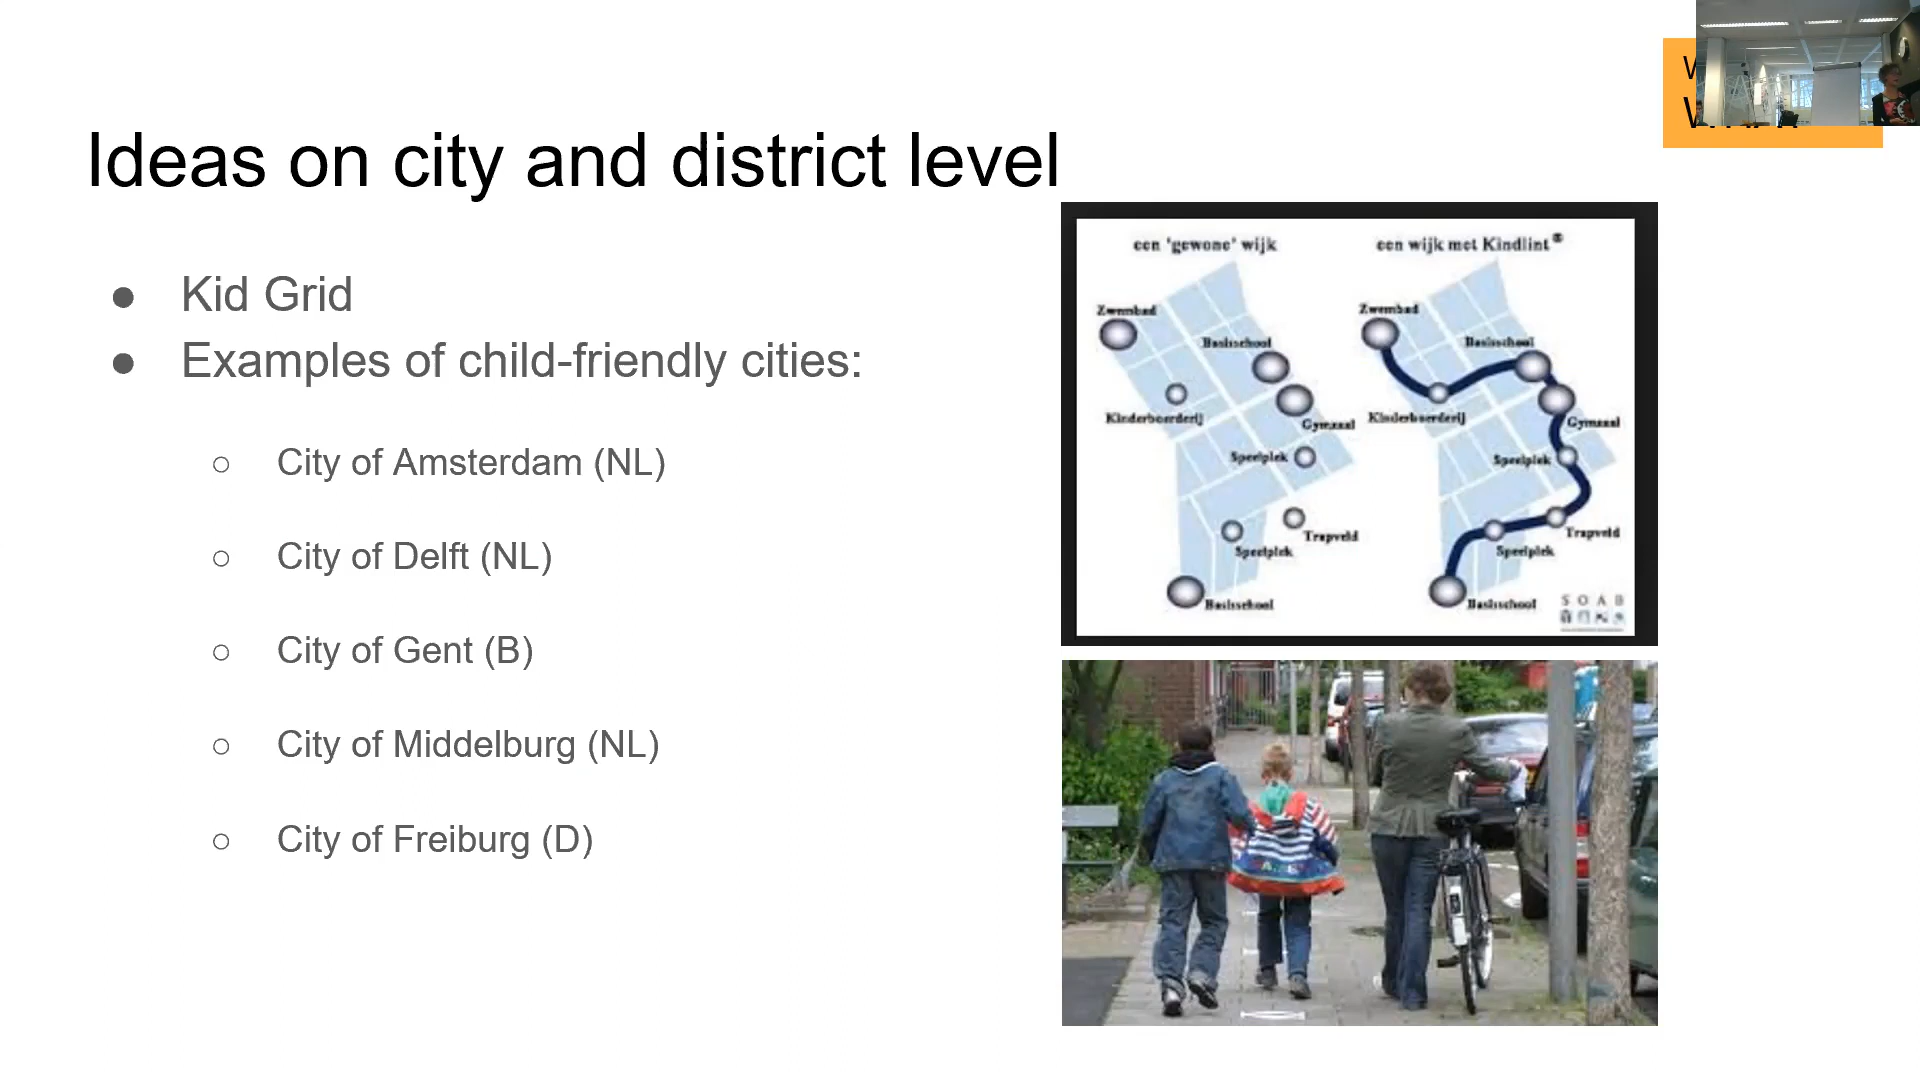 Ideas on city and district level
● Kid Grid
● Examples of child-friendly cities:
○ City of Amsterdam (NL)
○ City of Delft (NL)
○ City of Gent (B)
○ City of Middelburg (NL)
○ City of Freiburg (D)
een 'gewone' wijk
Zwembad
Basisschool
Kinderboerderij
Gymzaal
Speelplek
Trapveld
Speelplek
Basisschool
een wijk met Kindlint®
Zwembad
Basisschool
Kinderboerderij
Gymzaal
Speelplek
Trapveld
Speelplek
Basisschool
SOAB